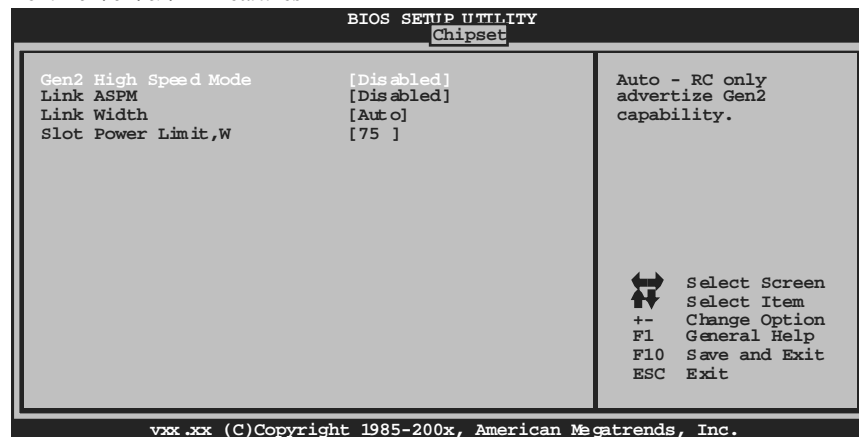 BIOS SETUP UTILITY
Chipset
Gen2 High Speed Mode [Disabled]
Link ASPM [Disabled]
Link Width [Auto]
Slot Power Limit,W [75 ]
Auto - RC only
advertize Gen2
capability.
Select Screen
Select Item
+- Change Option
F1 General Help
F10 Save and Exit
ESC Exit
vxx.xx (C)Copyright 1985-200x, American Megatrends, Inc.